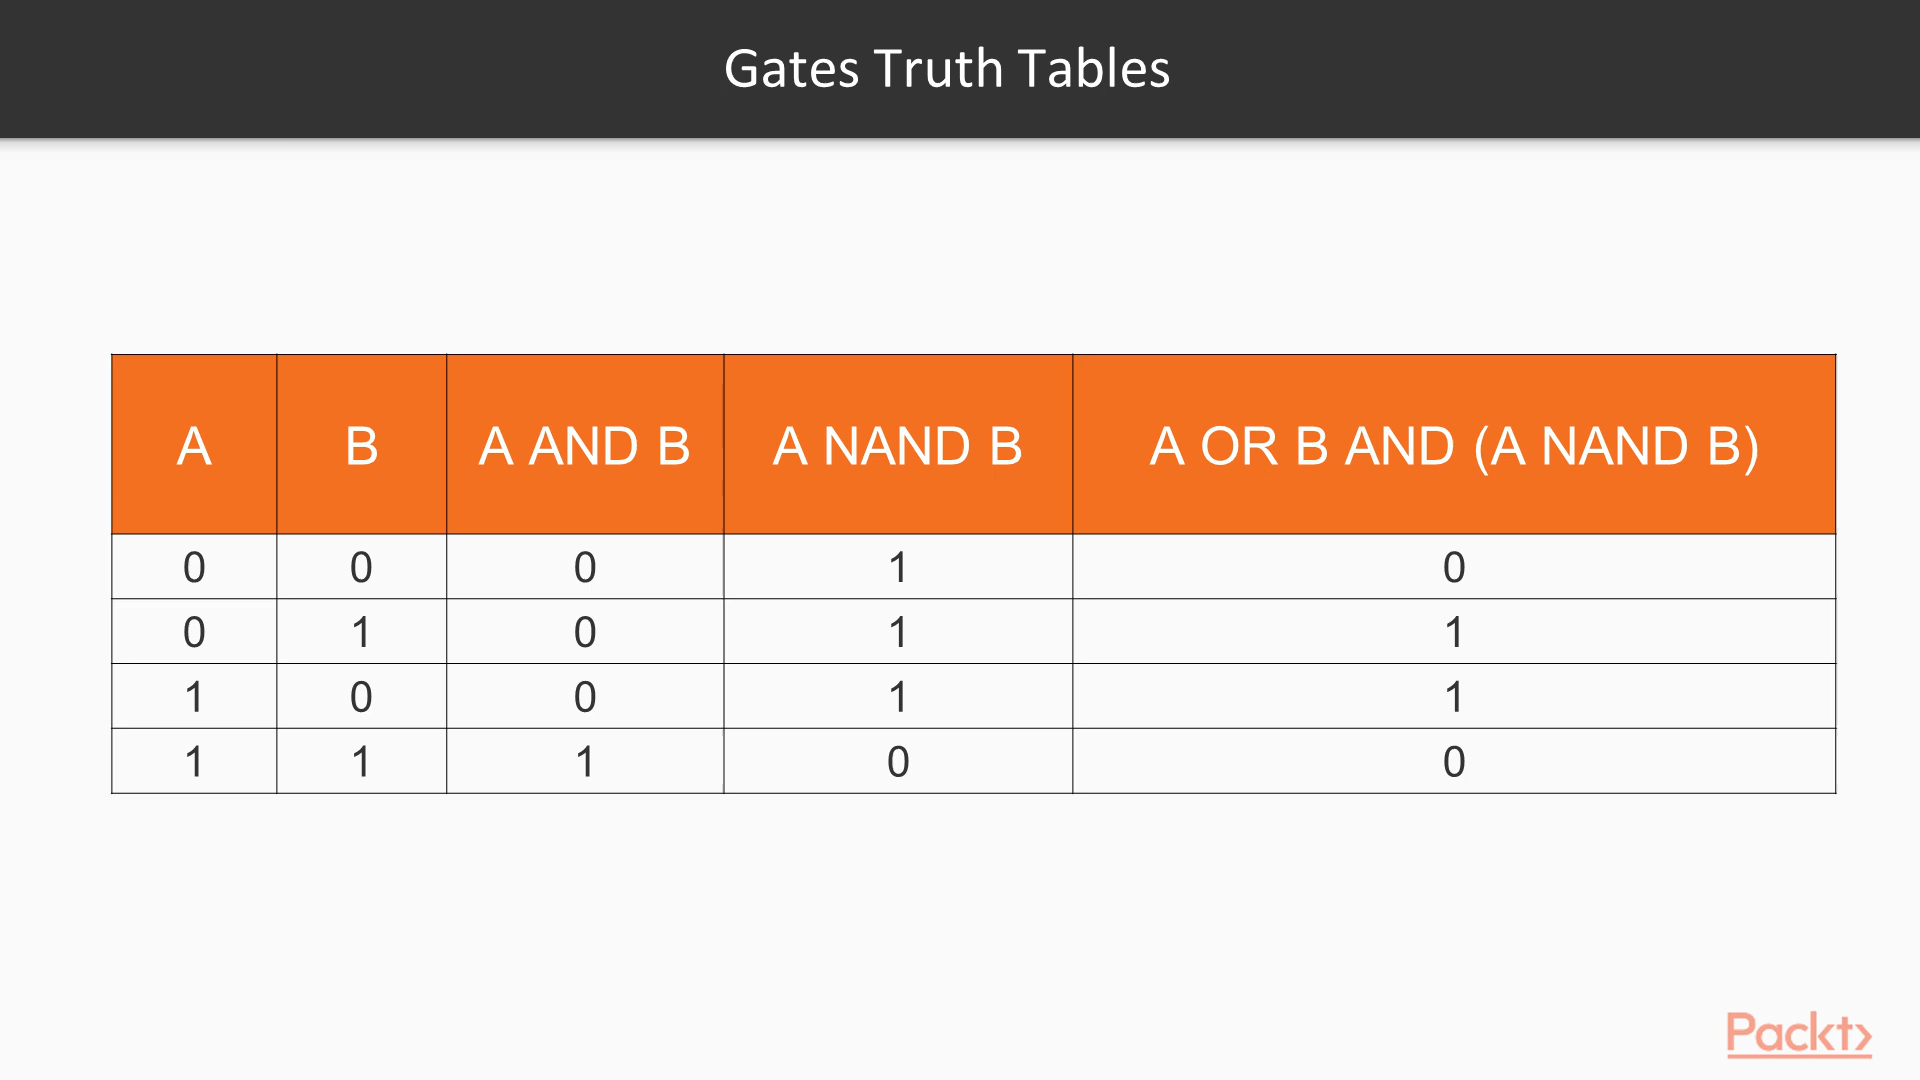 Gates Truth Tables
A B A AND B A NAND B A OR B AND (A NAND B)
0 0 0 1 0
0 1 0 1 1
1 0 0 1 1
1 1 1 0 0
Packt